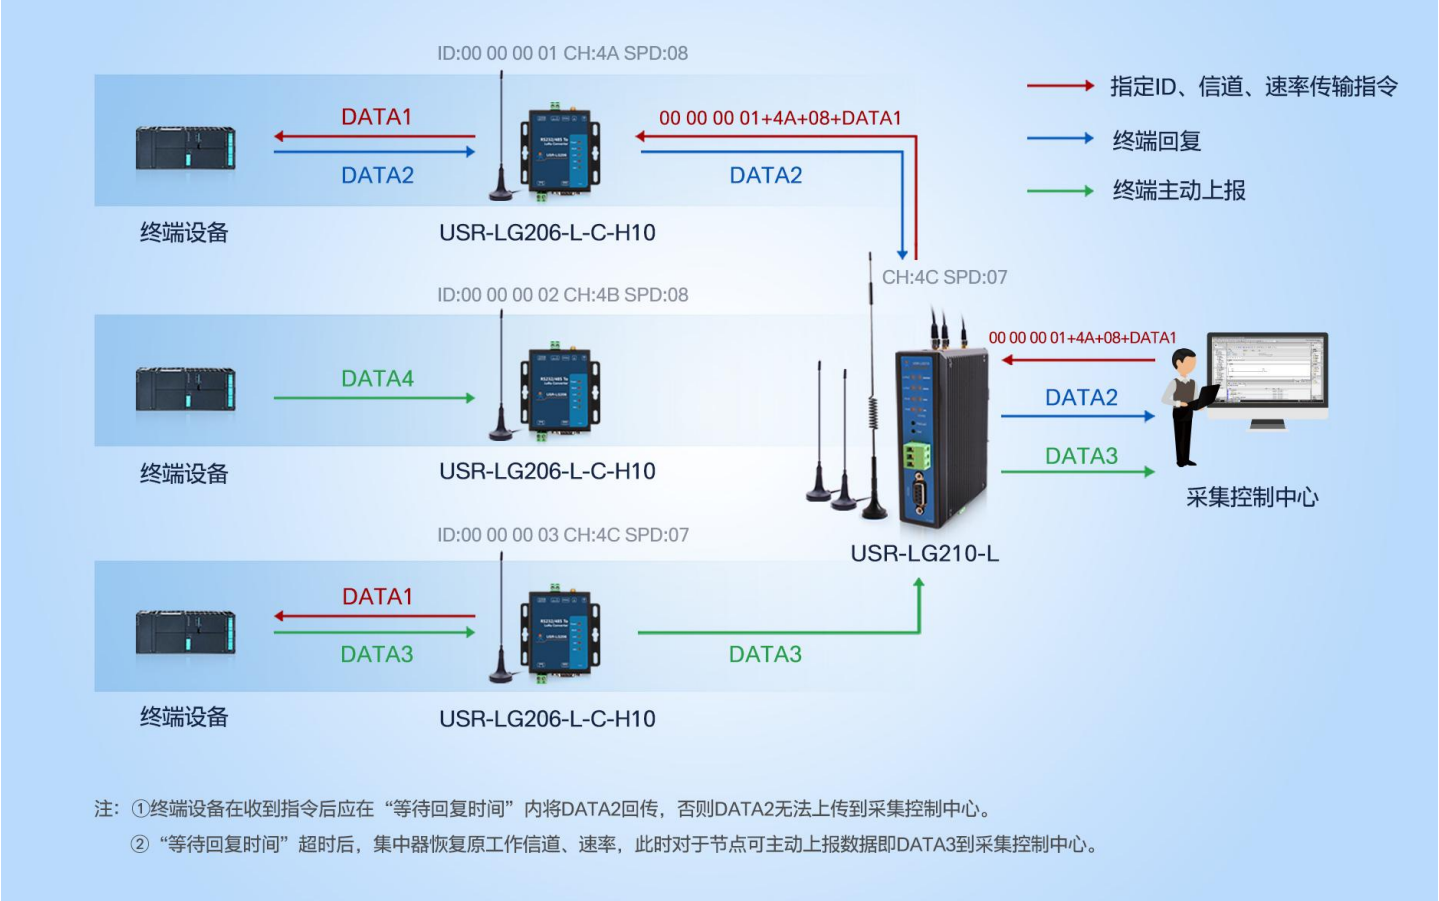 ID:00 00 00 01 CH:4A SPD:08
DATA1
DATA2
00 00 00 01+4A+08+DATA1
DATA2
终端设备
USR-LG206-L-C-H10
指定ID、信道、速率传输指令
终端回复
终端主动上报
CH:4C SPD:07
ID:00 00 00 02 CH:4B SPD:08
DATA4
RS232/485 To
LoRa Converter
USR-LG206
终端设备
USR-LG206-L-C-H10
00 00 00 01+4A+08+DATA1
DATA2
DATA3
采集控制中心
USR-LG210-L
ID:00 00 00 03 CH:4C SPD:07
DATA1
DATA3
DATA3
终端设备
USR-LG206-L-C-H10
注：①终端设备在收到指令后应在“等待回复时间”内将DATA2回传，否则DATA2无法上传到采集控制中心。
②“等待回复时间”超时后，集中器恢复原工作信道、速率，此时对于节点可主动上报数据即DATA3到采集控制中心。